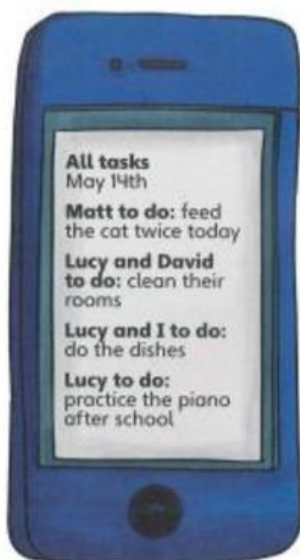 All tasks
May 14th
Matt to do: feed
the cat twice today
Lucy and David
to do: clean their
rooms
Lucy and I to do:
do the dishes
Lucy to do:
practice the piano
after school